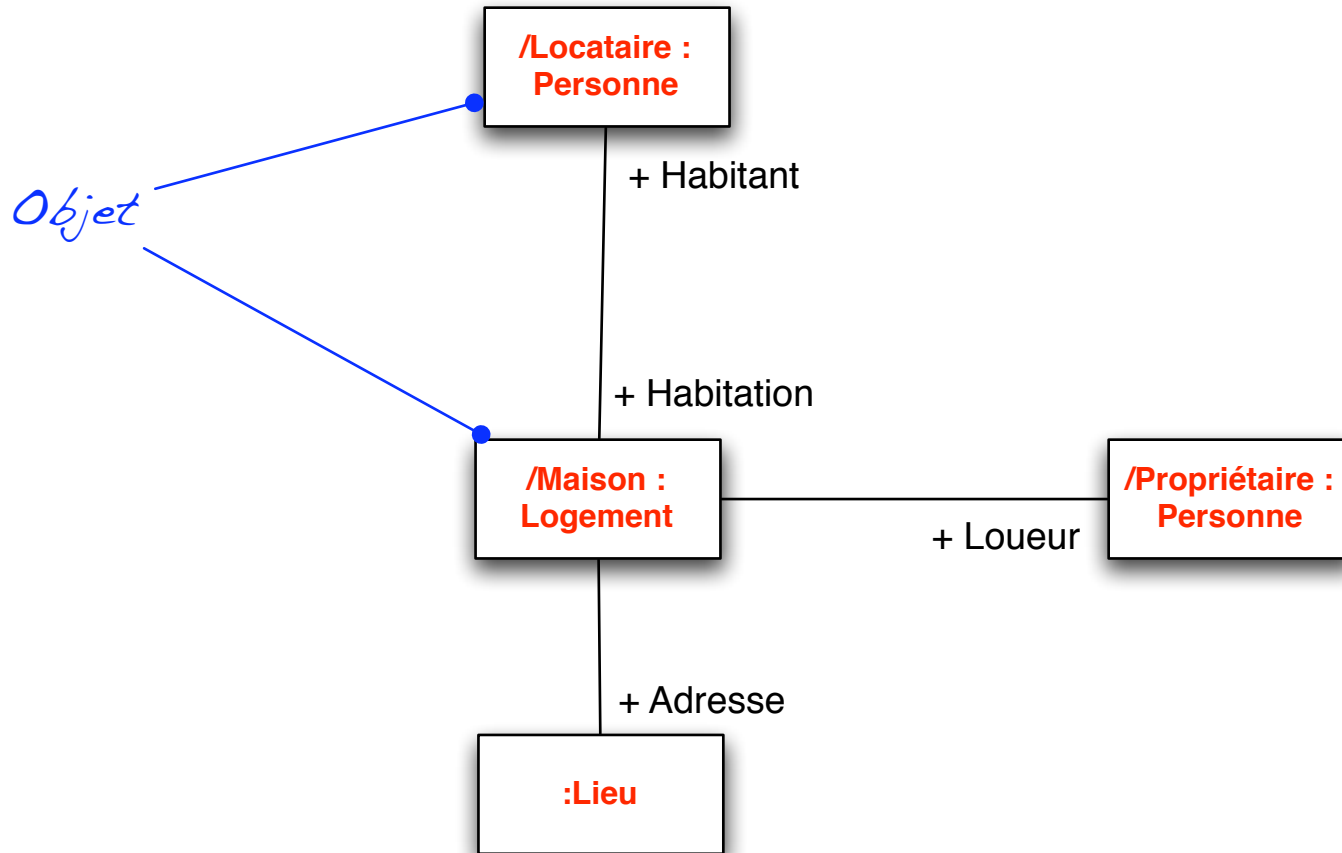 /Locataire :
Personne
+ Habitant
Objet
+ Habitation
/Maison :
Logement
/Propriétaire :
Personne
+ Loueur
+ Adresse
:Lieu